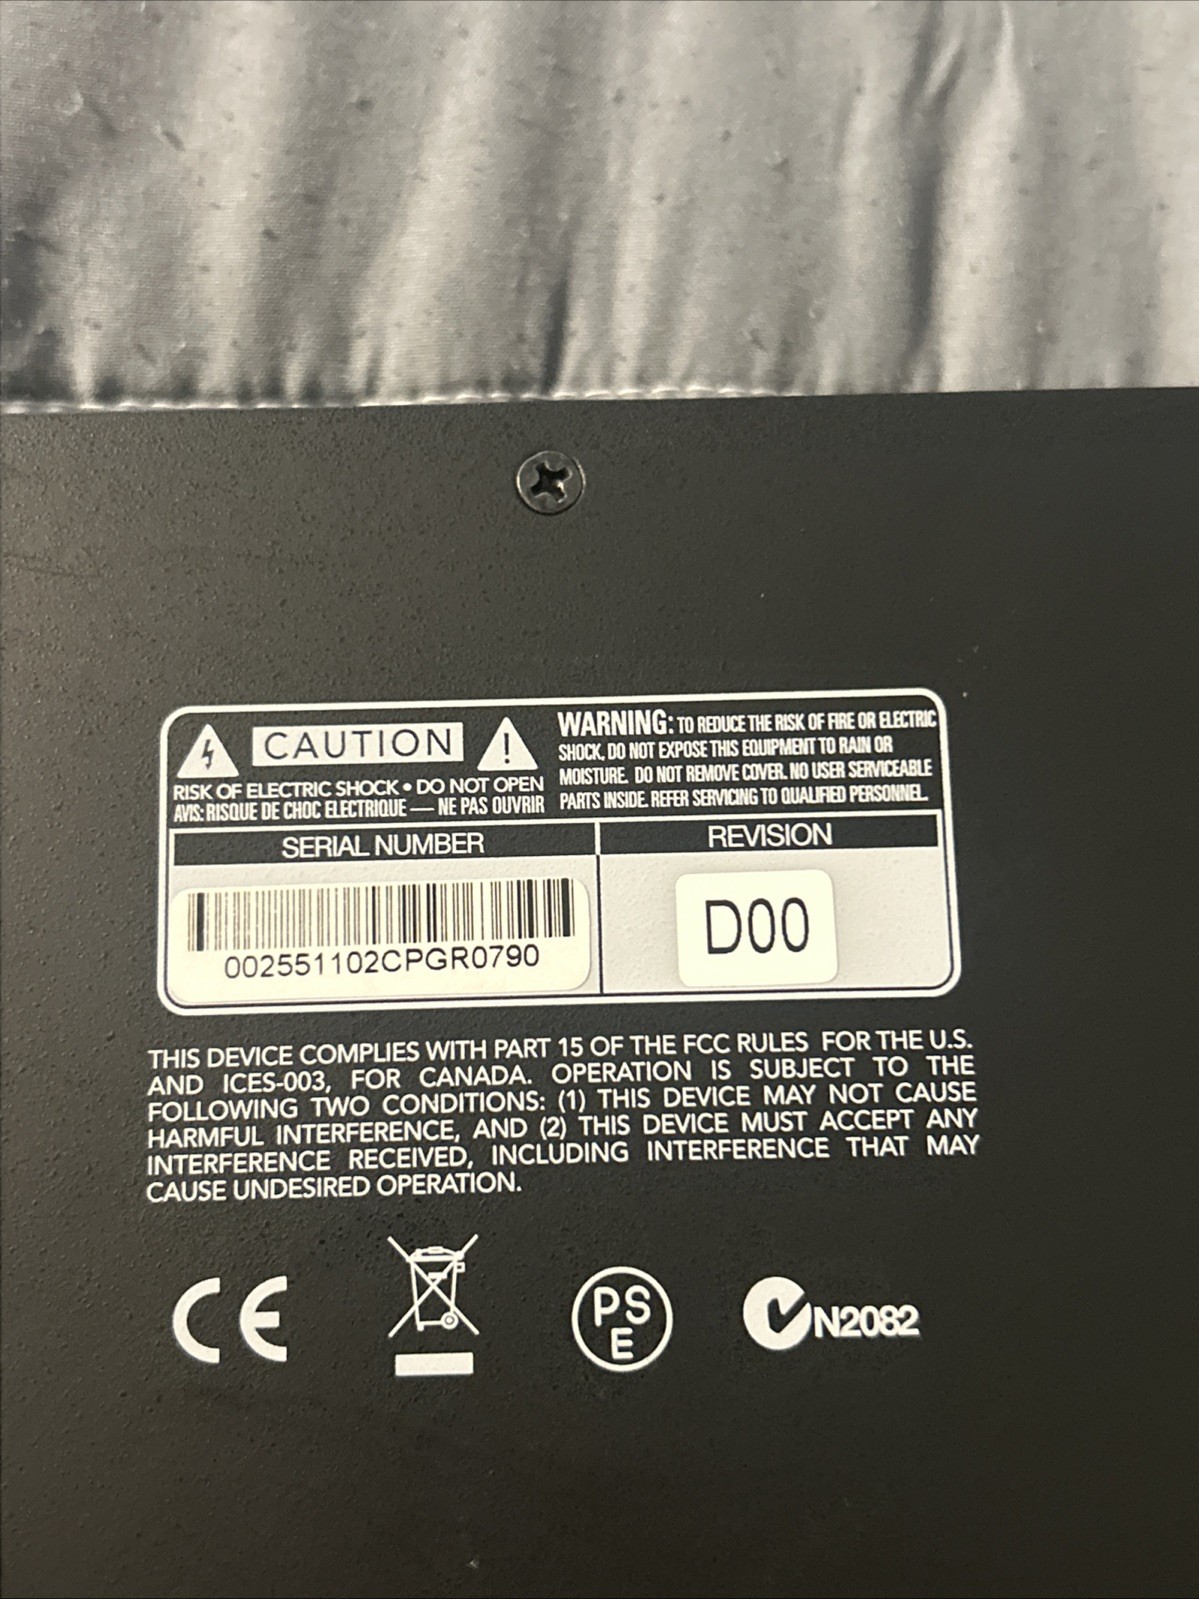 CAUTION
RISK OF ELECTRIC SHOCK • DO NOT OPEN
AVIS: RISQUE DE CHOC ELECTRIQUE — NE PAS OUVRIR
WARNING: TO REDUCE THE RISK OF FIRE OR ELECTRIC
SHOCK, DO NOT EXPOSE THIS EQUIPMENT TO RAIN OR
MOISTURE. DO NOT REMOVE COVER. NO USER SERVICEABLE
PARTS INSIDE. REFER SERVICING TO QUALIFIED PERSONNEL.
SERIAL NUMBER
002551102CPGR0790
REVISION
D00
THIS DEVICE COMPLIES WITH PART 15 OF THE FCC RULES FOR THE U.S.
AND ICES-003, FOR CANADA. OPERATION IS SUBJECT TO THE
FOLLOWING TWO CONDITIONS: (1) THIS DEVICE MAY NOT CAUSE
HARMFUL INTERFERENCE, AND (2) THIS DEVICE MUST ACCEPT ANY
INTERFERENCE RECEIVED, INCLUDING INTERFERENCE THAT MAY
CAUSE UNDESIRED OPERATION.
CE
PS
E
N2082